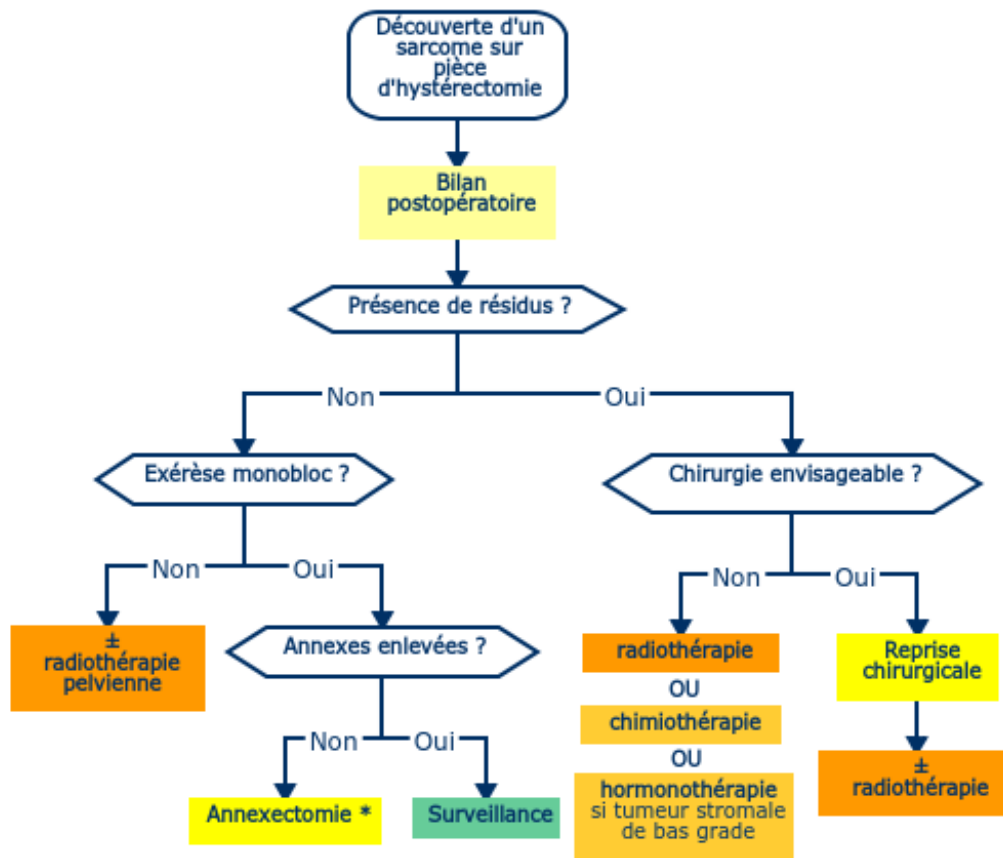 Découverte d'un
sarcome sur
pièce
d'hystérectomie
Bilan
postopératoire
Présence de résidus ?
Non
Oui
Exérèse monobloc ?
Chirurgie envisageable ?
Non
Oui
Non
Oui
±
radiothérapie
pelvienne
Annexes enlevées ?
radiothérapie
OU
chimiothérapie
OU
hormonothérapie
si tumeur stromale
de bas grade
Reprise
chirurgicale
±
radiothérapie
Non
Oui
Annexectomie *
Surveillance